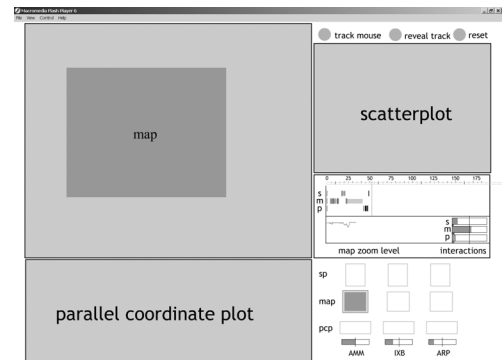 Macromedia Flash Player 6
File View Control Help
track mouse reveal track reset
map
scatterplot
0 25 50 75 100 125 150 175
s
m
p
s
m
p
map zoom level interactions
parallel coordinate plot
sp
map
pcp
AMM IXB ARP